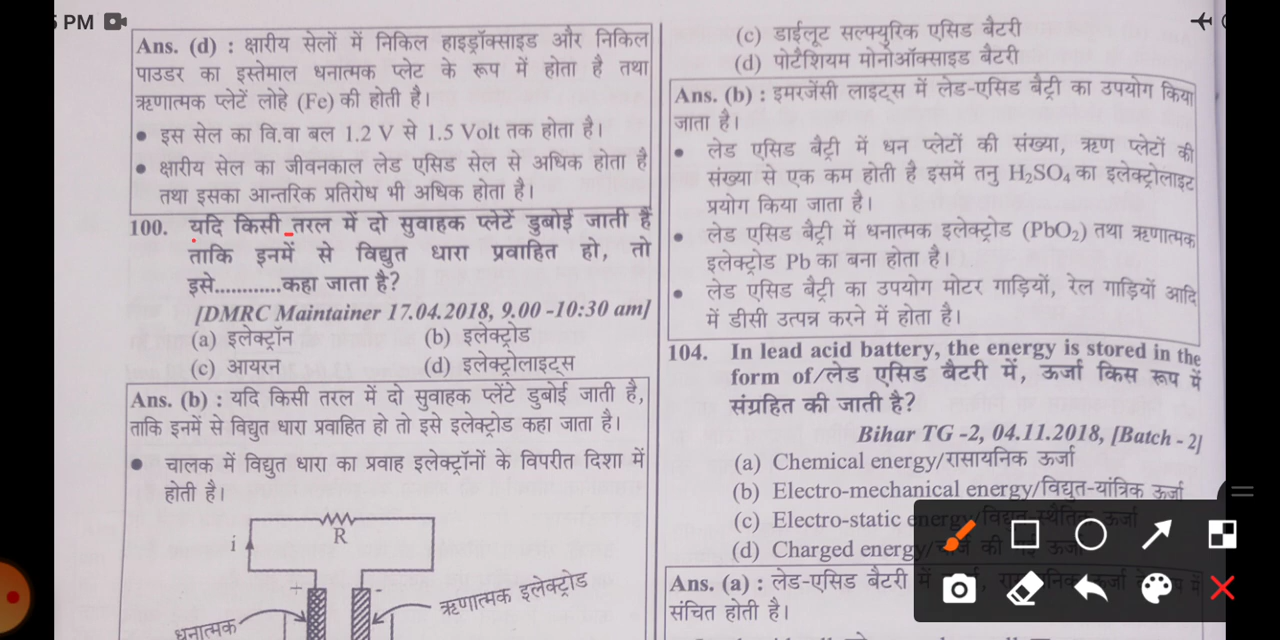 5 PM
Ans. (d) : क्षारीय सेलों में निकिल हाइड्रॉक्साइड और निकिल
पाउडर का इस्तेमाल धनात्मक प्लेट के रूप में होता है तथा
ऋणात्मक प्लेटें लोहे (Fe) की होती है।
• इस सेल का वि.वा बल 1.2 V से 1.5 Volt तक होता है।
• क्षारीय सेल का जीवनकाल लेड एसिड सेल से अधिक होता है
तथा इसका आन्तरिक प्रतिरोध भी अधिक होता है।
100. यदि किसी तरल में दो सुवाहक प्लेटें डुबोई जाती हैं
ताकि इनमें से विद्युत धारा प्रवाहित हो, तो
इसे............कहा जाता है?
[DMRC Maintainer 17.04.2018, 9.00 -10:30 am]
(a) इलेक्ट्रॉन (b) इलेक्ट्रोड
(c) आयरन (d) इलेक्ट्रोलाइट्स
Ans. (b) : यदि किसी तरल में दो सुवाहक प्लेंटे डुबोई जाती है,
ताकि इनमें से विद्युत धारा प्रवाहित हो तो इसे इलेक्ट्रोड कहा जाता है।
• चालक में विद्युत धारा का प्रवाह इलेक्ट्रॉनों के विपरीत दिशा में
होती है।
R
i
+ -
ऋणात्मक इलेक्ट्रोड
धनात्मक
(c) डाईलूट सल्फ्युरिक एसिड बैटरी
(d) पोटैशियम मोनोऑक्साइड बैटरी
Ans. (b) : इमरजेंसी लाइट्स में लेड-एसिड बैट्री का उपयोग किया
जाता है।
• लेड एसिड बैट्री में धन प्लेटों की संख्या, ऋण प्लेटों की
संख्या से एक कम होती है इसमें तनु H₂SO₄ का इलेक्ट्रोलाइट
प्रयोग किया जाता है।
• लेड एसिड बैट्री में धनात्मक इलेक्ट्रोड (PbO₂) तथा ऋणात्मक
इलेक्ट्रोड Pb का बना होता है।
• लेड एसिड बैट्री का उपयोग मोटर गाड़ियों, रेल गाड़ियों आदि
में डीसी उत्पन्न करने में होता है।
104. In lead acid battery, the energy is stored in the
form of/लेड एसिड बैटरी में, ऊर्जा किस रूप में
संग्रहित की जाती है?
Bihar TG -2, 04.11.2018, [Batch - 2]
(a) Chemical energy/रासायनिक ऊर्जा
(b) Electro-mechanical energy/विद्युत-यांत्रिक ऊर्जा
(c) Electro-static energy/विद्युत-स्थैतिक ऊर्जा
(d) Charged energy/चार्ज की गई ऊर्जा
Ans. (a) : लेड-एसिड बैटरी में ऊर्जा, रासायनिक ऊर्जा के रूप में
संचित होती है।